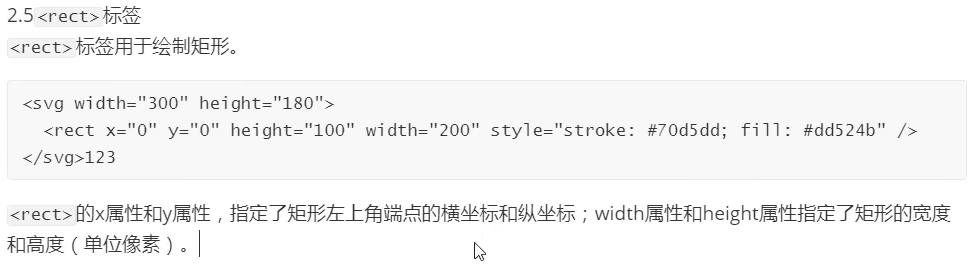 2.5<rect>标签
<rect>标签用于绘制矩形。
<svg width="300" height="180">
  <rect x="0" y="0" height="100" width="200" style="stroke: #70d5dd; fill: #dd524b" />
</svg>123
<rect>的x属性和y属性，指定了矩形左上角端点的横坐标和纵坐标；width属性和height属性指定了矩形的宽度
和高度（单位像素）。